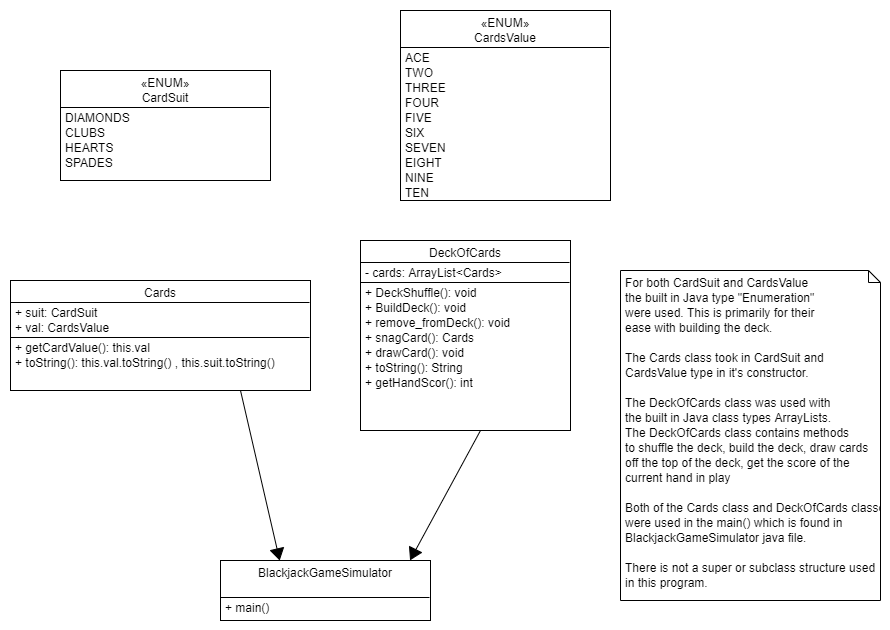 «ENUM»
CardSuit
DIAMONDS
CLUBS
HEARTS
SPADES
«ENUM»
CardsValue
ACE
TWO
THREE
FOUR
FIVE
SIX
SEVEN
EIGHT
NINE
TEN
Cards
+ suit: CardSuit
+ val: CardsValue
+ getCardValue(): this.val
+ toString(): this.val.toString() , this.suit.toString()
DeckOfCards
- cards: ArrayList<Cards>
+ DeckShuffle(): void
+ BuildDeck(): void
+ remove_fromDeck(): void
+ snagCard(): Cards
+ drawCard(): void
+ toString(): String
+ getHandScor(): int
For both CardSuit and CardsValue
the built in Java type "Enumeration"
were used. This is primarily for their
ease with building the deck.
The Cards class took in CardSuit and
CardsValue type in it's constructor.
The DeckOfCards class was used with
the built in Java class types ArrayLists.
The DeckOfCards class contains methods
to shuffle the deck, build the deck, draw cards
off the top of the deck, get the score of the
current hand in play
Both of the Cards class and DeckOfCards classe
were used in the main() which is found in
BlackjackGameSimulator java file.
There is not a super or subclass structure used
in this program.
BlackjackGameSimulator
+ main()